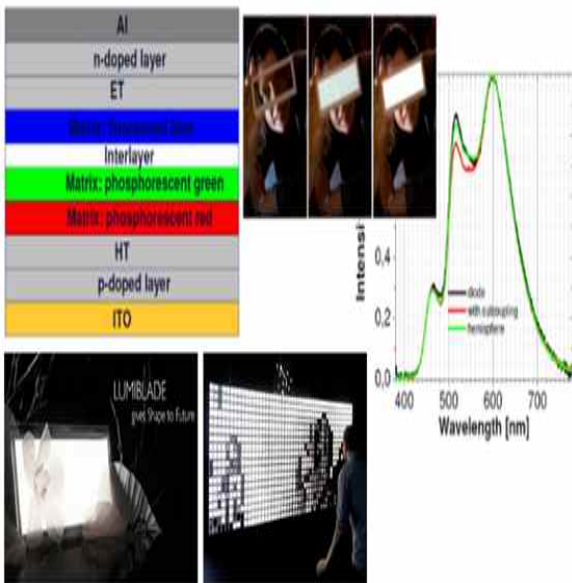 Al
n-doped layer
ET
Matrix: fluorescent blue
Interlayer
Matrix: phosphorescent green
Matrix: phosphorescent red
HT
p-doped layer
ITO
Intensi
0,4
0,2
0,0
diode
with outcoupling
hemisphere
400 500 600 700
Wavelength [nm]
LUMIBLADE
gives Shape to Future